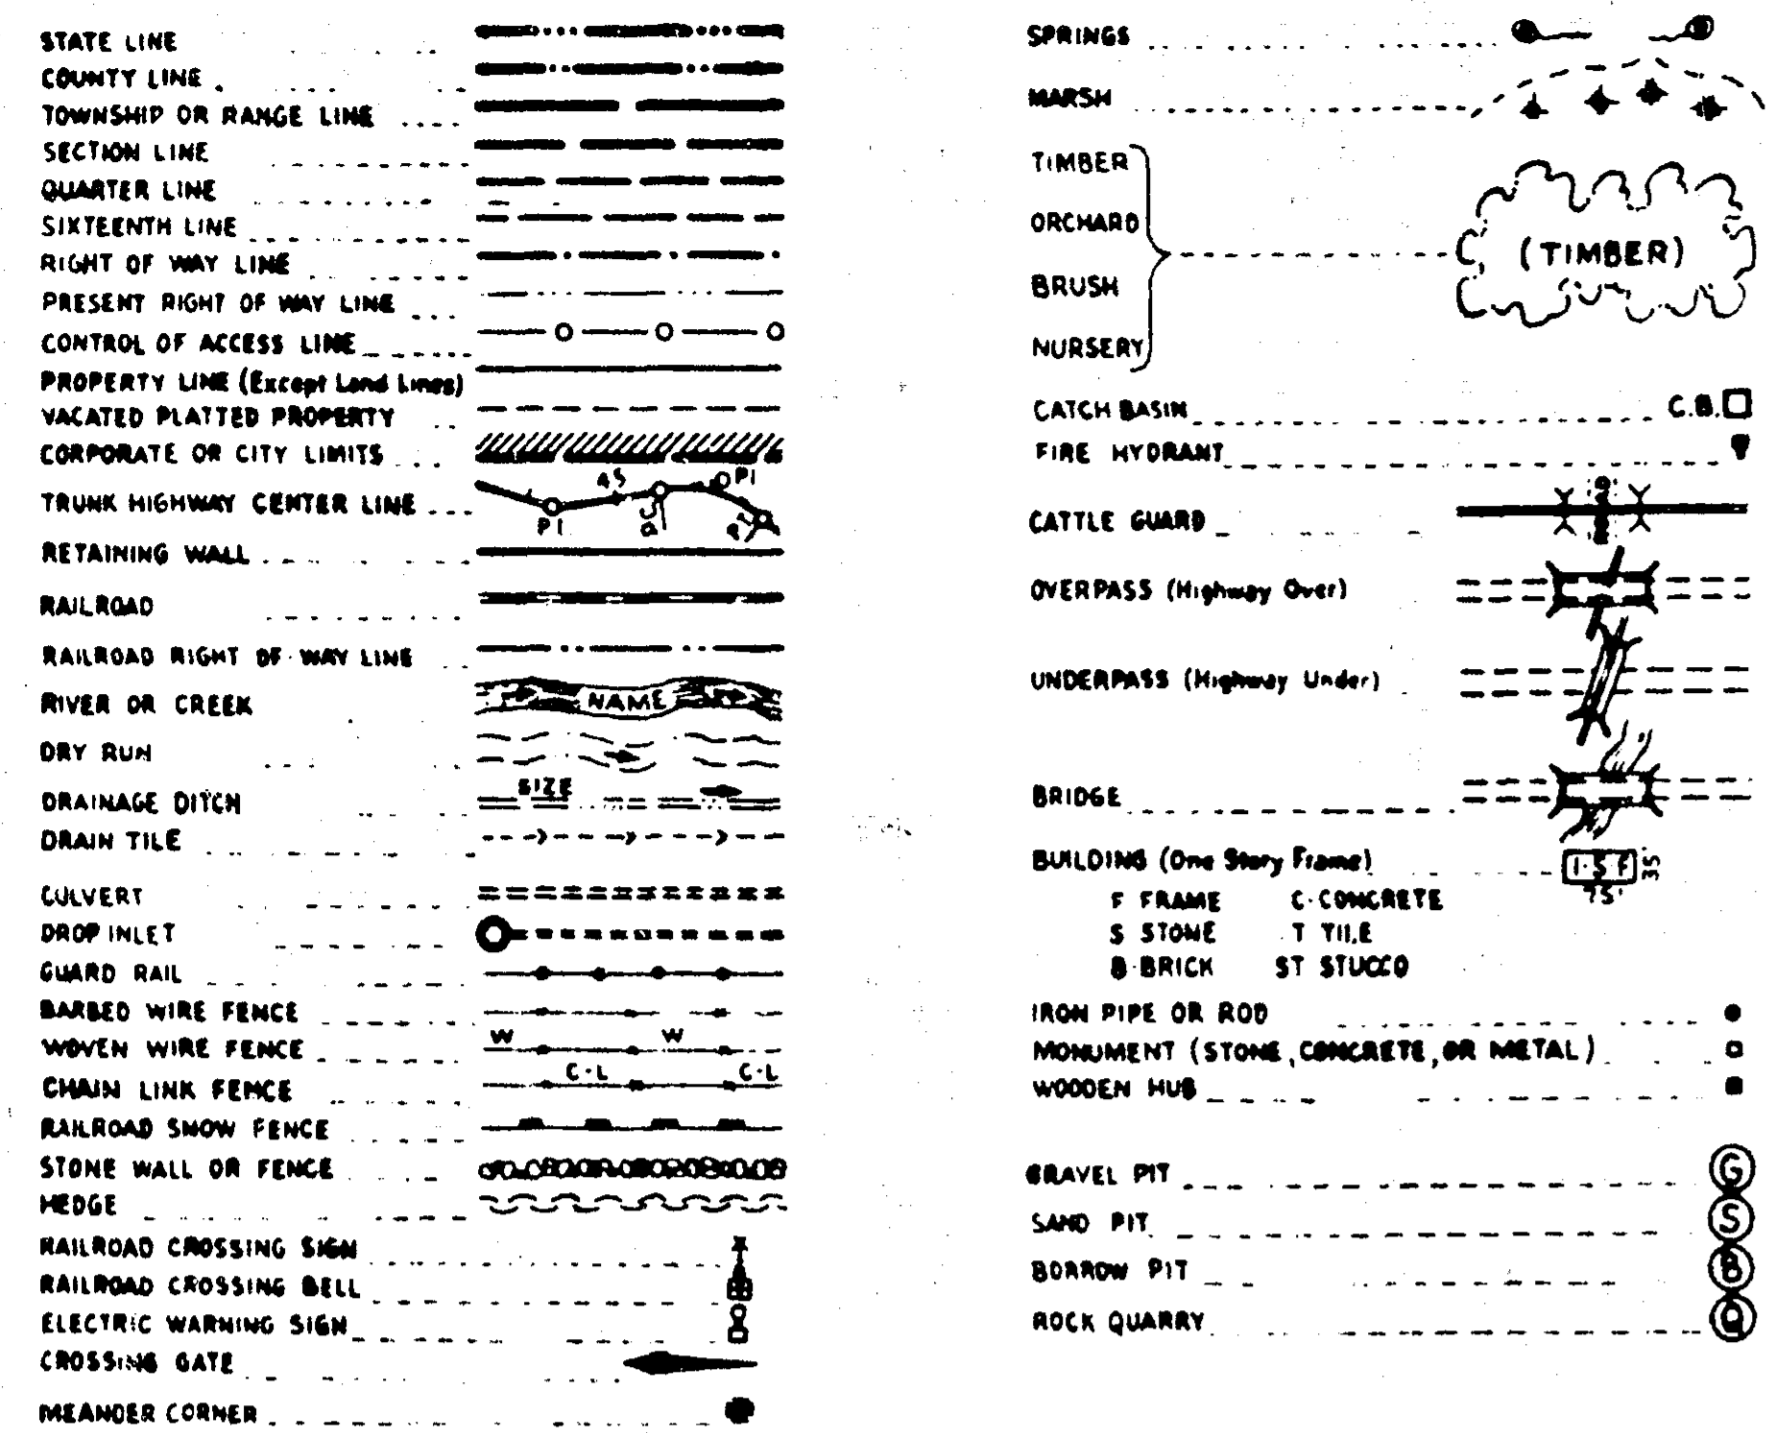 STATE LINE
COUNTY LINE
TOWNSHIP OR RANGE LINE
SECTION LINE
QUARTER LINE
SIXTEENTH LINE
RIGHT OF WAY LINE
PRESENT RIGHT OF WAY LINE
CONTROL OF ACCESS LINE
PROPERTY LINE (Except Land Lines)
VACATED PLATTED PROPERTY
CORPORATE OR CITY LIMITS
TRUNK HIGHWAY CENTER LINE
PI
45
PI
RETAINING WALL
RAILROAD
RAILROAD RIGHT OF WAY LINE
RIVER OR CREEK
NAME
DRY RUN
DRAINAGE DITCH
SIZE
DRAIN TILE
CULVERT
DROP INLET
GUARD RAIL
BARBED WIRE FENCE
WOVEN WIRE FENCE
W W
CHAIN LINK FENCE
C-L C-L
RAILROAD SNOW FENCE
STONE WALL OR FENCE
HEDGE
RAILROAD CROSSING SIGN
RAILROAD CROSSING BELL
ELECTRIC WARNING SIGN
CROSSING GATE
MEANDER CORNER
SPRINGS
MARSH
TIMBER
ORCHARD
BRUSH
NURSERY
(TIMBER)
CATCH BASIN C.B.
FIRE HYDRANT
CATTLE GUARD
ROAD
OVERPASS (Highway Over)
UNDERPASS (Highway Under)
BRIDGE
BUILDING (One Story Frame)
1-S F
35'
75'
F FRAME C-CONCRETE
S STONE T TILE
B-BRICK ST STUCCO
IRON PIPE OR ROD
MONUMENT (STONE, CONCRETE, OR METAL)
WOODEN HUB
GRAVEL PIT G
SAND PIT S
BORROW PIT B
ROCK QUARRY Q